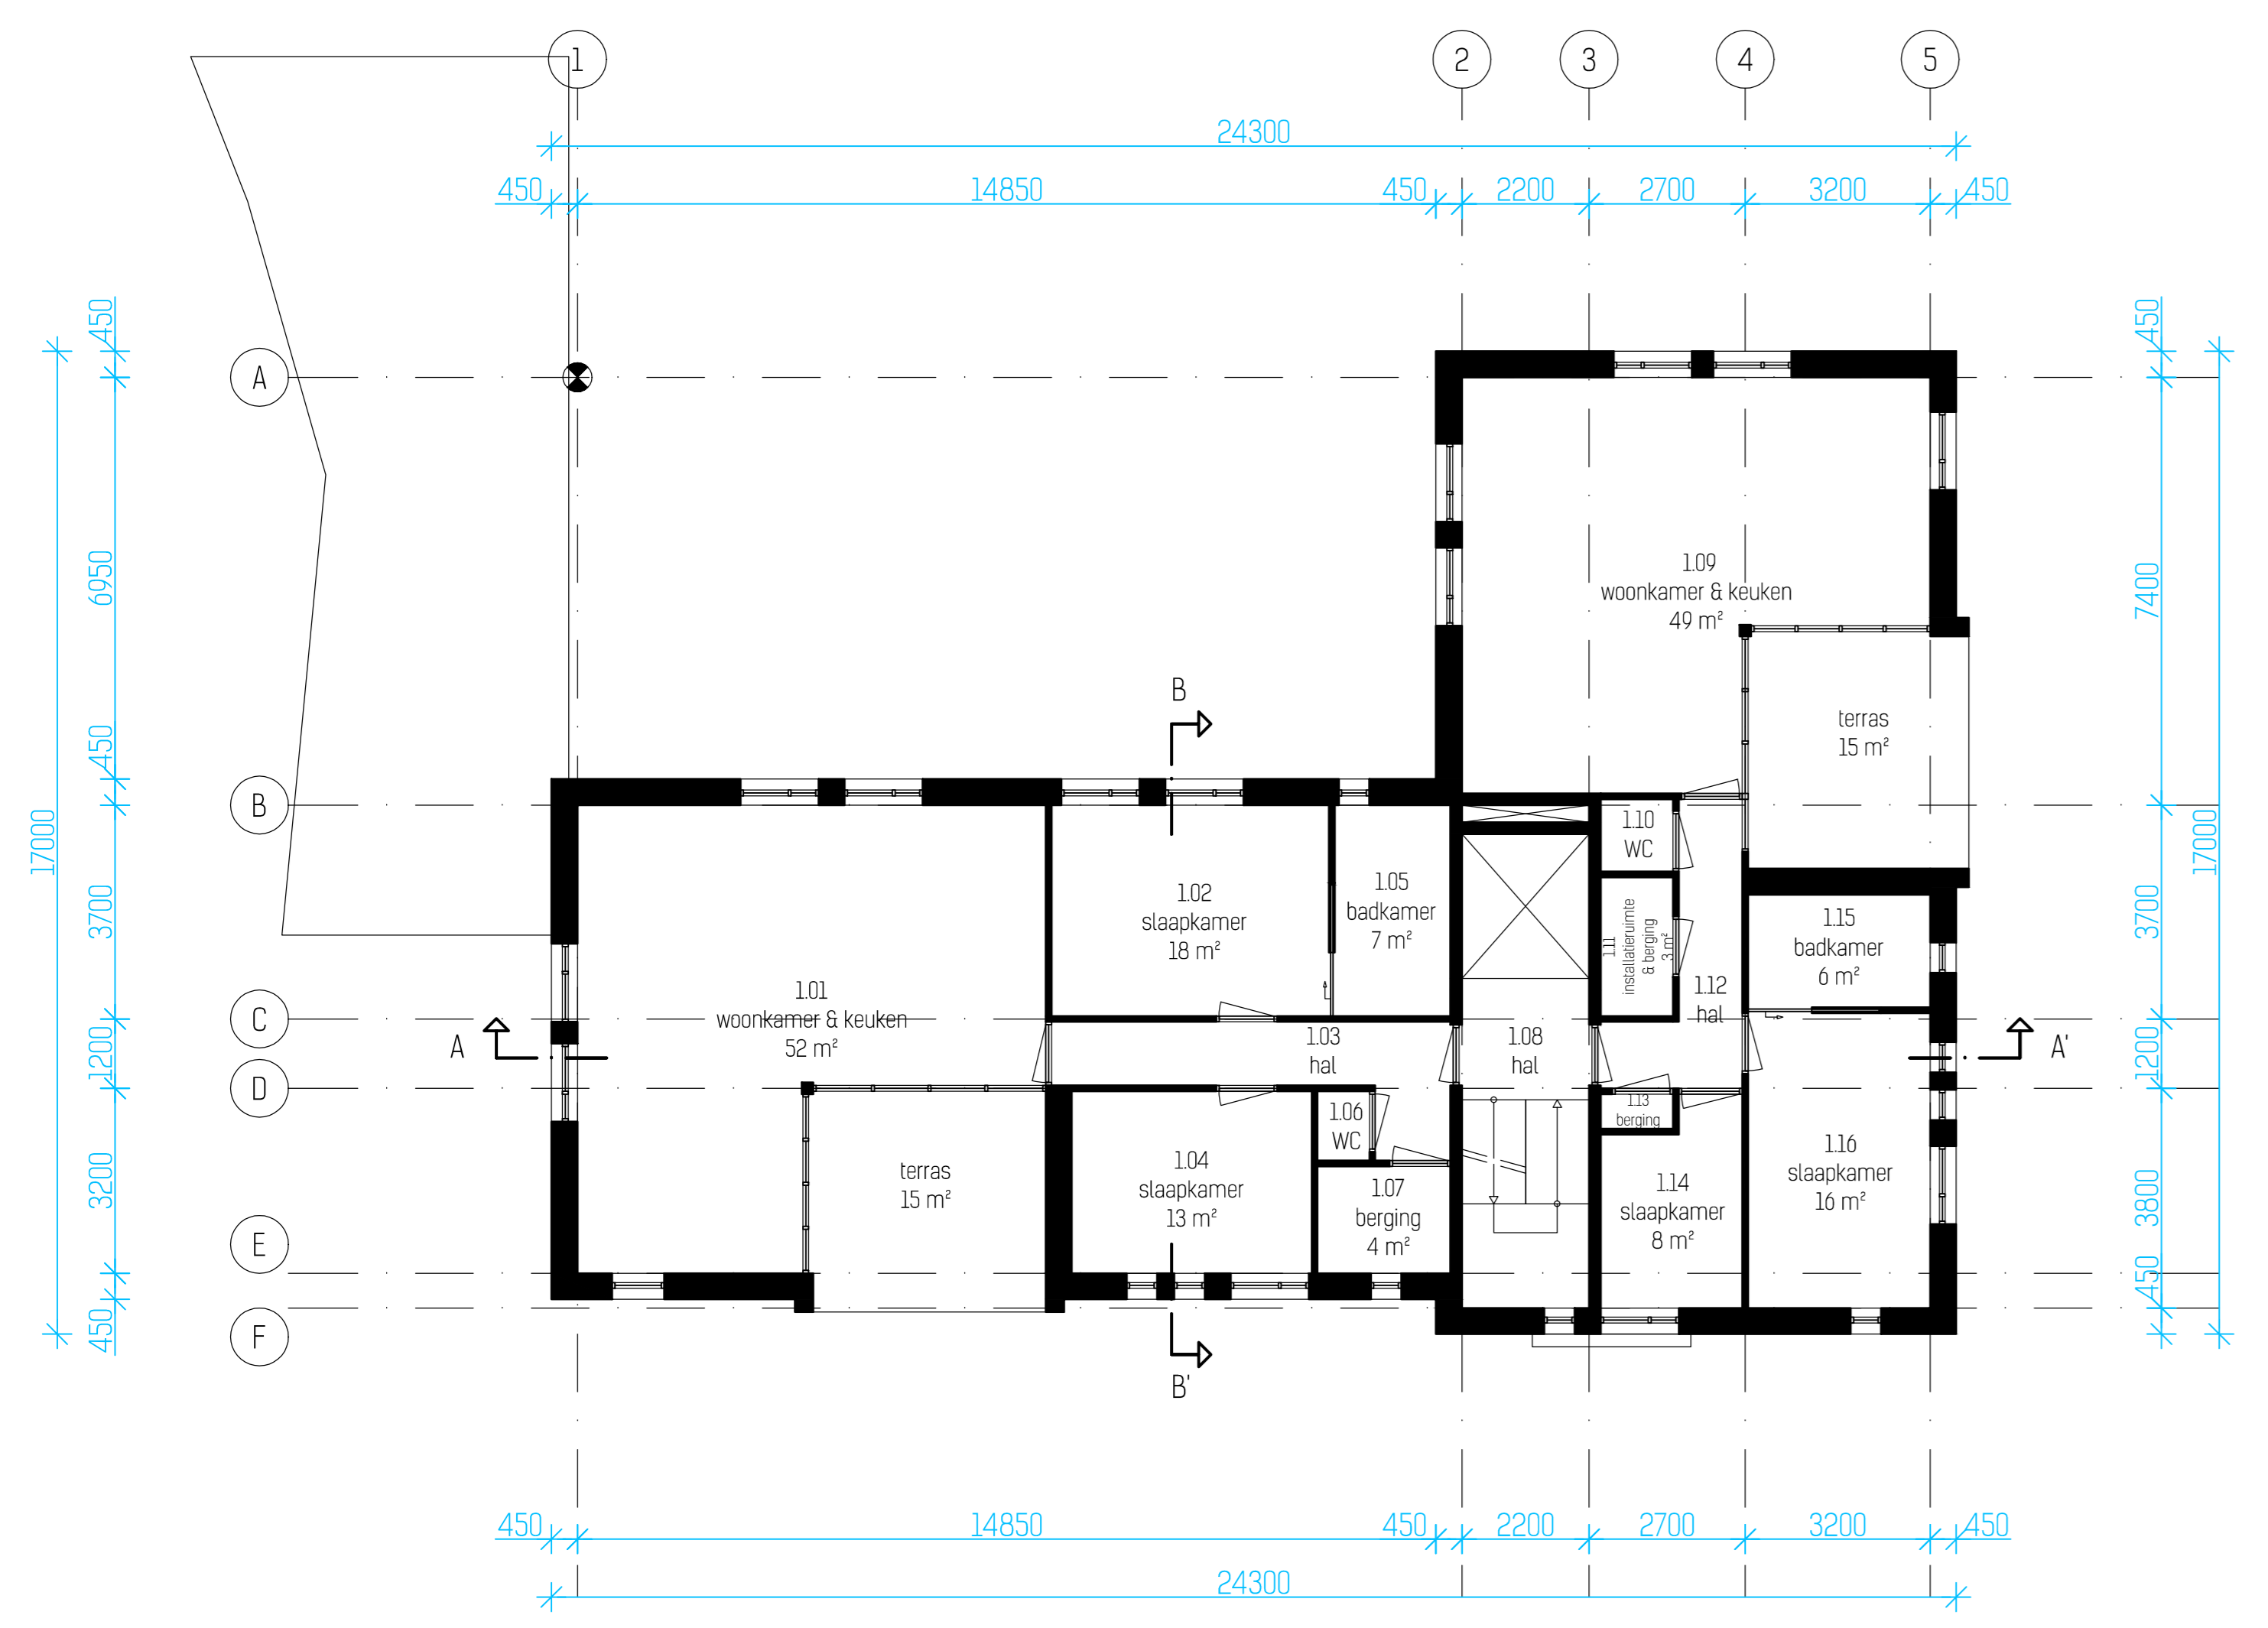 1
2
3
4
5
24300
450
14850
450
2200
2700
3200
450
A
B
C
D
E
F
17000
450
6950
450
3700
1200
3200
450
450
7400
3700
1200
3800
450
17000
1.09
woonkamer & keuken
49 m²
terras
15 m²
B
1.10
WC
1.11
installatieruimte
& berging
3 m²
1.02
slaapkamer
18 m²
1.05
badkamer
7 m²
1.15
badkamer
6 m²
1.01
woonkamer & keuken
52 m²
1.12
hal
1.03
hal
1.08
hal
A
A'
1.06
WC
1.13
berging
terras
15 m²
1.04
slaapkamer
13 m²
1.07
berging
4 m²
1.14
slaapkamer
8 m²
1.16
slaapkamer
16 m²
B'
450
14850
450
2200
2700
3200
450
24300